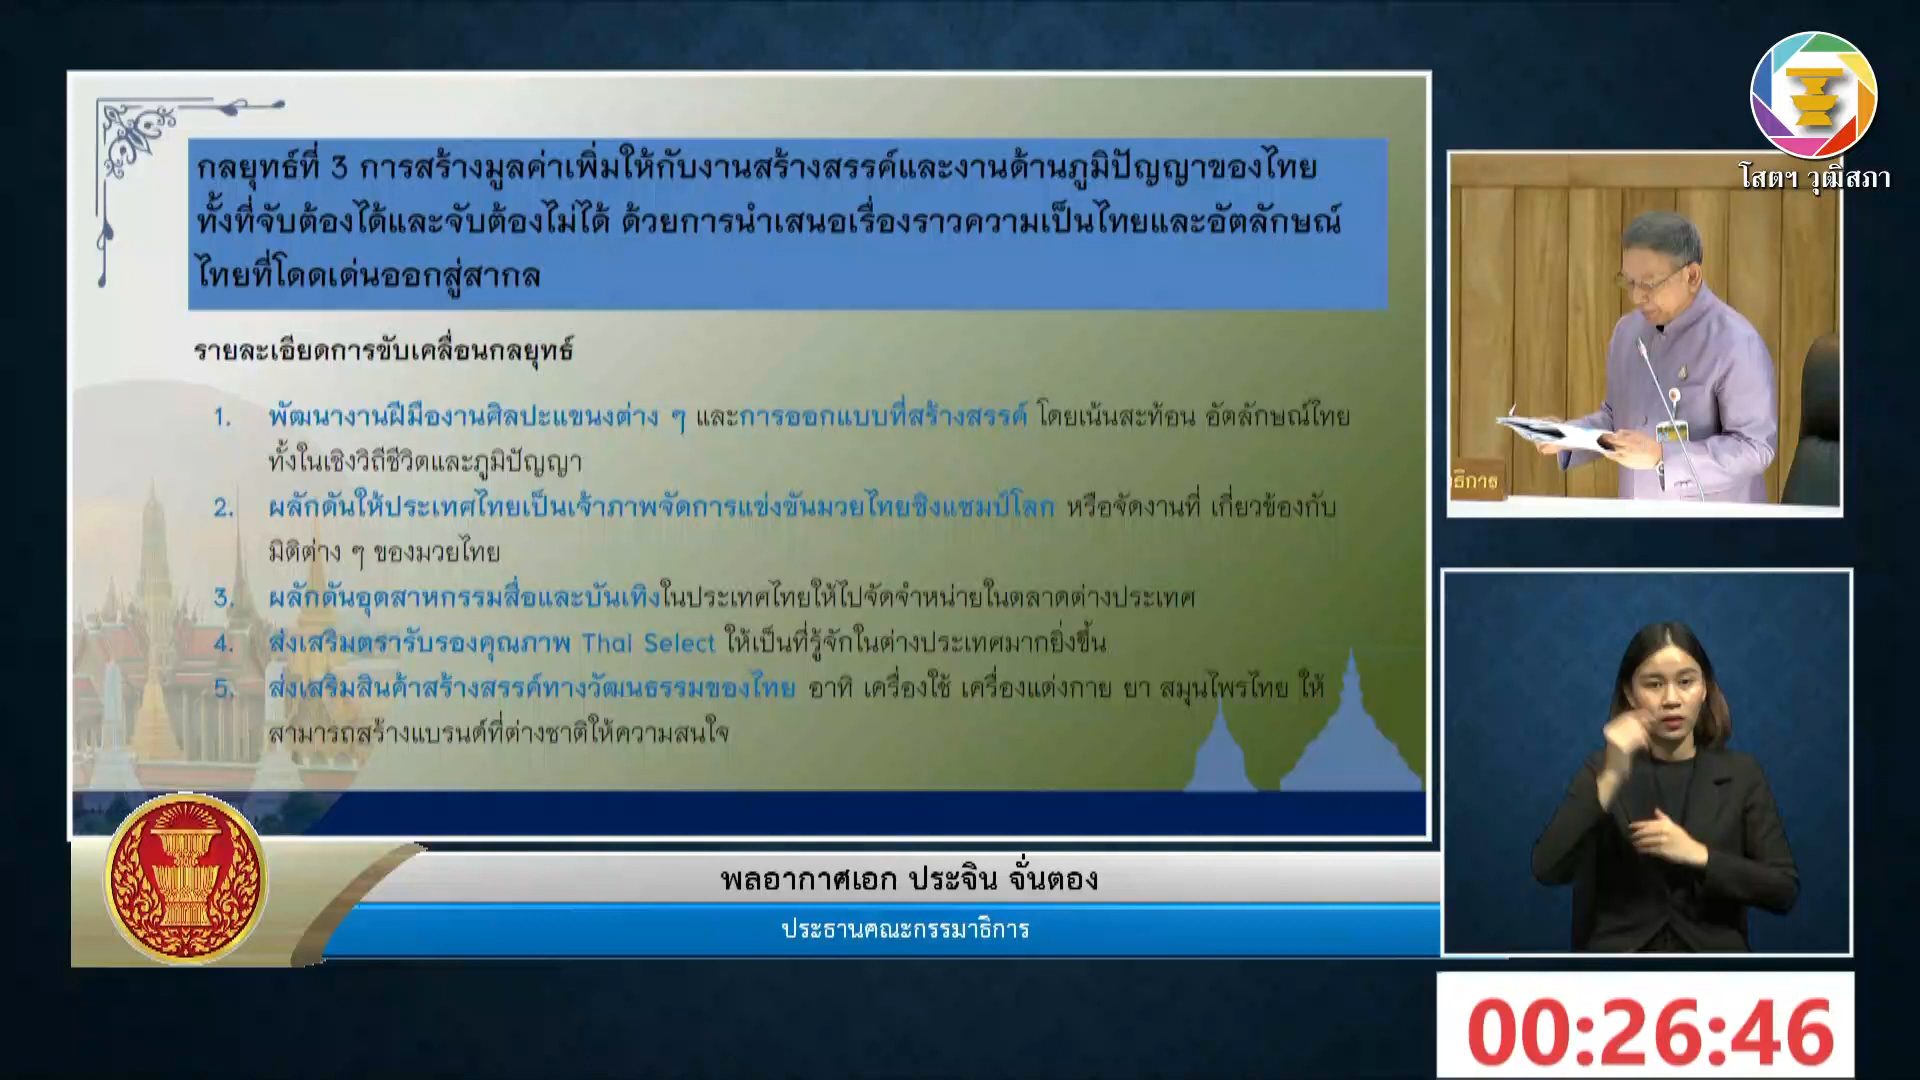 โสตฯ วุฒิสภา
กลยุทธ์ที่ 3 การสร้างมูลค่าเพิ่มให้กับงานสร้างสรรค์และงานด้านภูมิปัญญาของไทย
ทั้งที่จับต้องได้และจับต้องไม่ได้ ด้วยการนำเสนอเรื่องราวความเป็นไทยและอัตลักษณ์
ไทยที่โดดเด่นออกสู่สากล
รายละเอียดการขับเคลื่อนกลยุทธ์
1. พัฒนางานฝีมืองานศิลปะแขนงต่าง ๆ และการออกแบบที่สร้างสรรค์ โดยเน้นสะท้อน อัตลักษณ์ไทย
ทั้งในเชิงวิถีชีวิตและภูมิปัญญา
2. ผลักดันให้ประเทศไทยเป็นเจ้าภาพจัดการแข่งขันมวยไทยชิงแชมป์โลก หรือจัดงานที่ เกี่ยวข้องกับ
มิติต่าง ๆ ของมวยไทย
3. ผลักดันอุตสาหกรรมสื่อและบันเทิงในประเทศไทยให้ไปจัดจำหน่ายในตลาดต่างประเทศ
4. ส่งเสริมตรารับรองคุณภาพ Thai Select ให้เป็นที่รู้จักในต่างประเทศมากยิ่งขึ้น
5. ส่งเสริมสินค้าสร้างสรรค์ทางวัฒนธรรมของไทย อาทิ เครื่องใช้ เครื่องแต่งกาย ยา สมุนไพรไทย ให้
สามารถสร้างแบรนด์ที่ต่างชาติให้ความสนใจ
พลอากาศเอก ประจิน จั่นตอง
ประธานคณะกรรมาธิการ
00:26:46